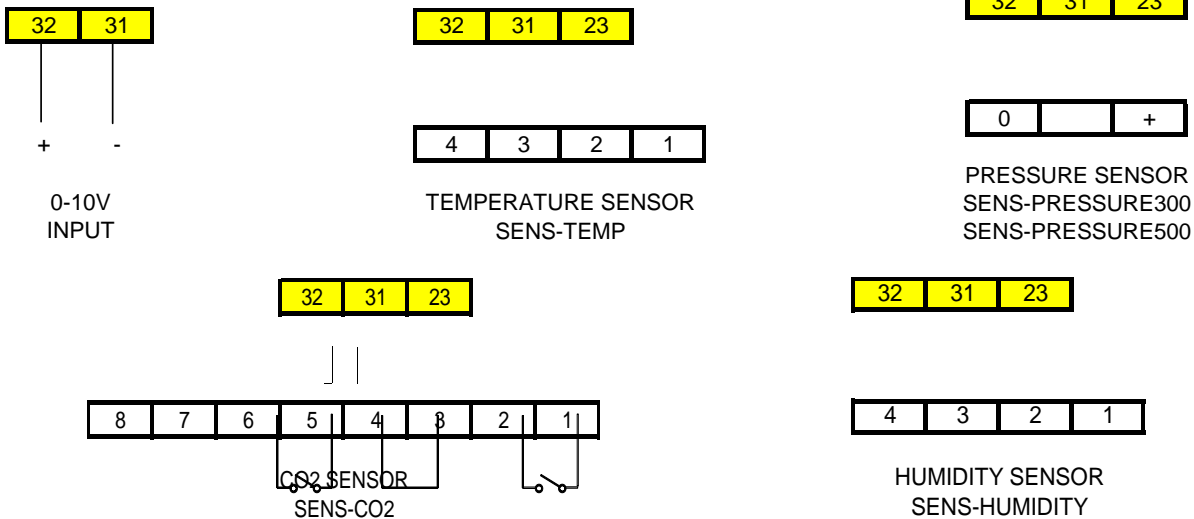 32 31
32 31 23
32 31 23
+ -
4 3 2 1
0 +
0-10V
INPUT
TEMPERATURE SENSOR
SENS-TEMP
PRESSURE SENSOR
SENS-PRESSURE300
SENS-PRESSURE500
32 31 23
32 31 23
8 7 6 5 4 3 2 1
4 3 2 1
CO2 SENSOR
SENS-CO2
HUMIDITY SENSOR
SENS-HUMIDITY